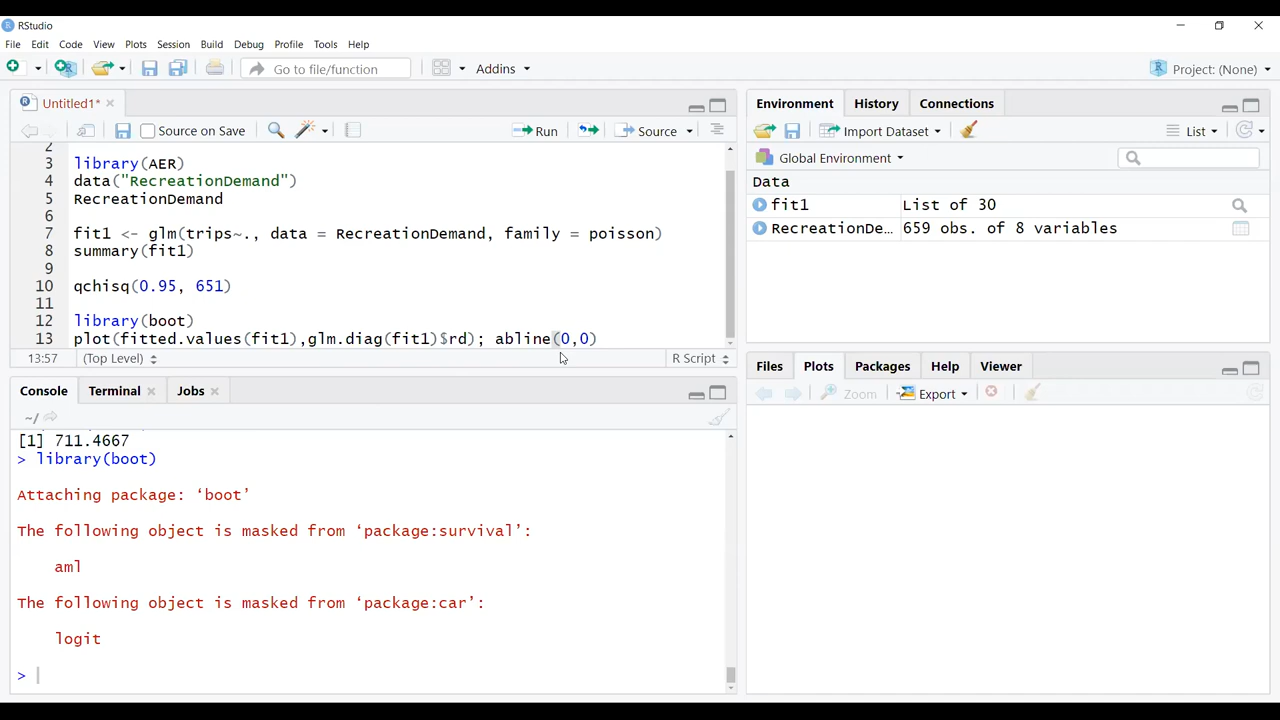 RStudio
File Edit Code View Plots Session Build Debug Profile Tools Help
Go to file/function Addins Project: (None)
Untitled1*
Source on Save Run Source
3 library(AER)
4 data("RecreationDemand")
5 RecreationDemand
6
7 fit1 <- glm(trips~., data = RecreationDemand, family = poisson)
8 summary(fit1)
9
10 qchisq(0.95, 651)
11
12 library(boot)
13 plot(fitted.values(fit1),glm.diag(fit1)$rd); abline(0,0)
13:57 (Top Level) R Script
Console Terminal Jobs
~/
[1] 711.4667
> library(boot)
Attaching package: ‘boot’
The following object is masked from ‘package:survival’:
aml
The following object is masked from ‘package:car’:
logit
>
Environment History Connections
Import Dataset List
Global Environment
Data
fit1 List of 30
RecreationDe… 659 obs. of 8 variables
Files Plots Packages Help Viewer
Zoom Export